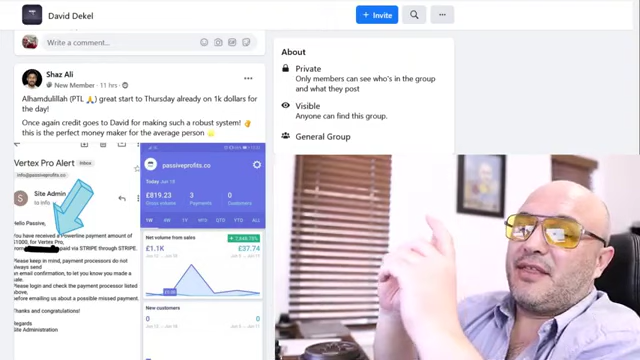 David Dekel
+ Invite
Write a comment...
Shaz Ali
New Member · 11 hrs ·
Alhamdulillah (PTL 🙏) great start to Thursday already on 1k dollars for
the day!
Once again credit goes to David for making such a robust system!
this is the perfect money maker for the average person
Vertex Pro Alert
Inbox
info@passiveprofits.co
Site Admin
to info
Hello Passive,
You have received a Powerline payment amount of
$1000, for Vertex Pro,
paid via STRIPE through STRIPE.
Please keep in mind, payment processors do not
always send
an email confirmation, to let you know you made a
sale.
Please login and check the payment processor listed
above,
before emailing us about a possible missed payment.
Thanks and congratulations!
Regards
Site Administration
passiveprofits.co
Today
£819.23
Gross volume
3
Payments
0
Customers
1W
ALL
Net volume from sales
£1.1K
£37.74
New customers
0
0
About
Private
Only members can see who's in the group
and what they post
Visible
Anyone can find this group.
General Group